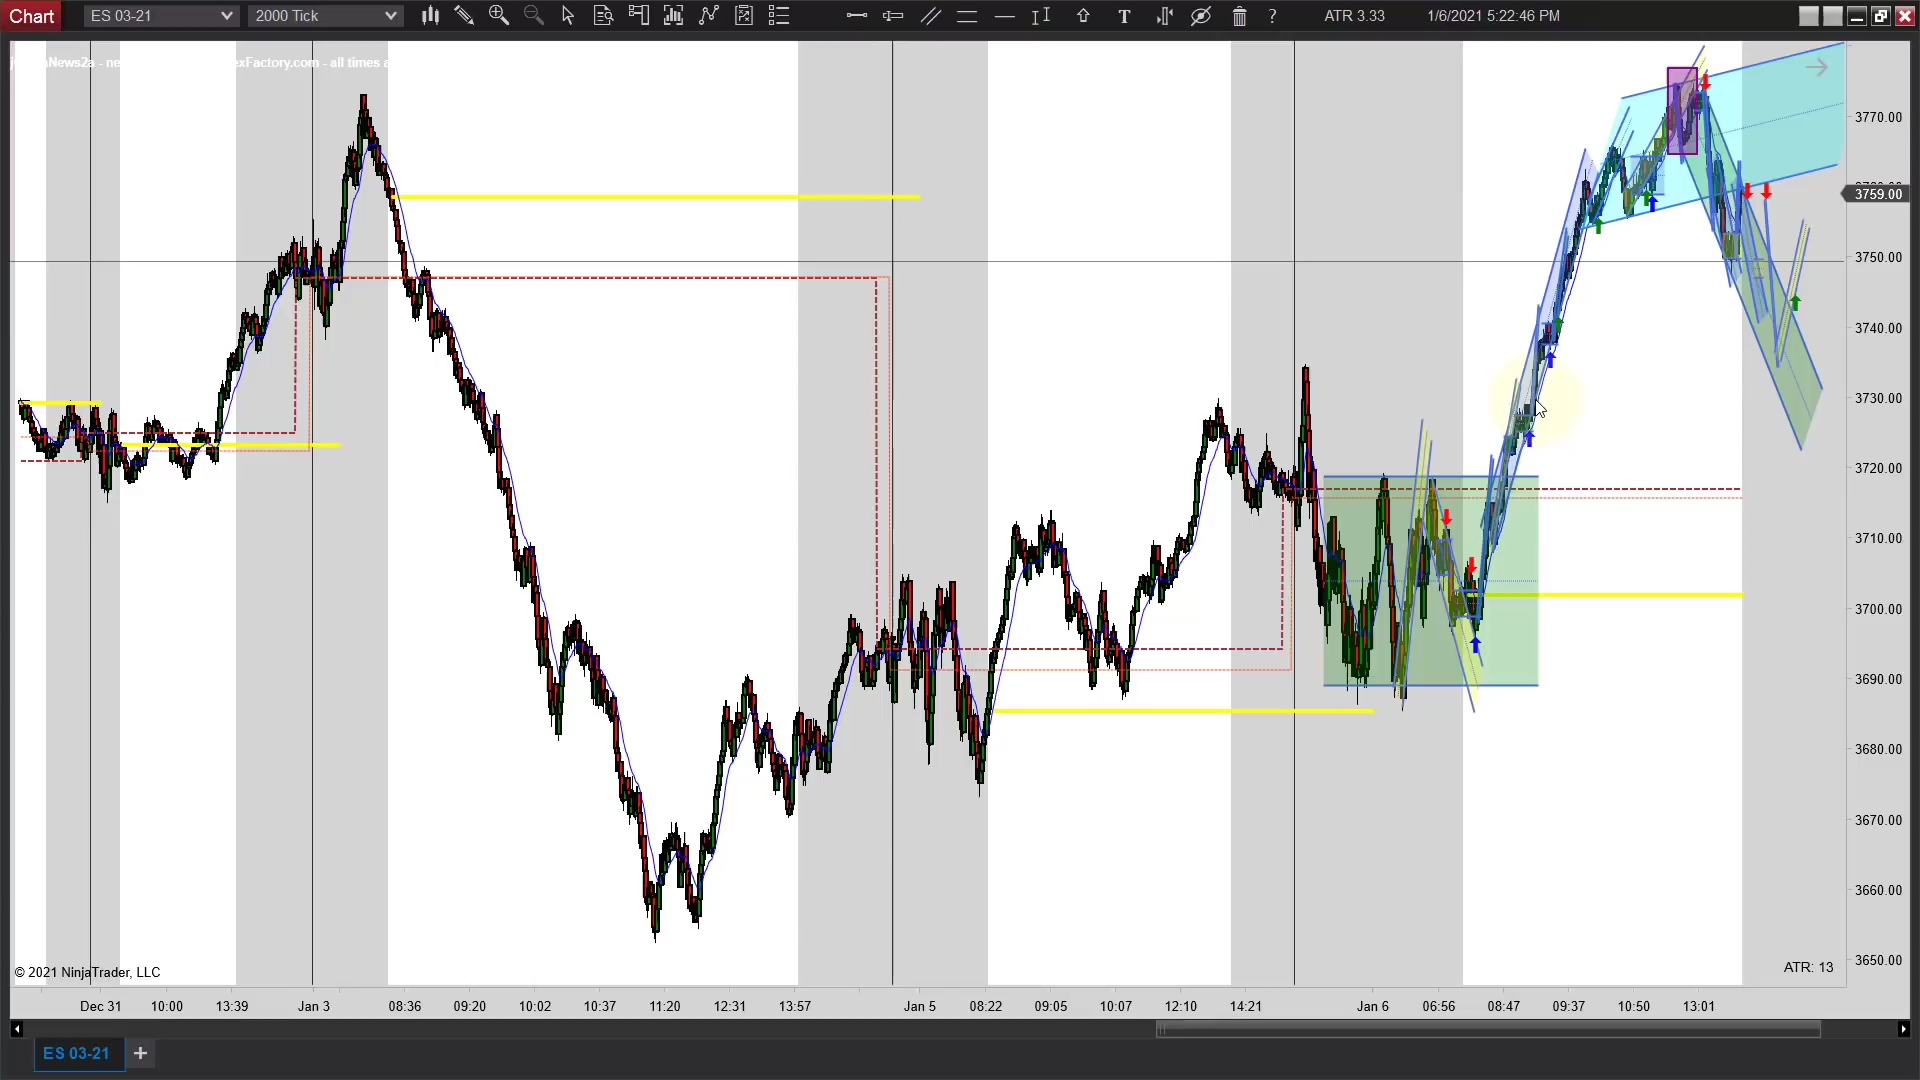 Chart
ES 03-21
2000 Tick
T
?
ATR 3.33
1/6/2021 5:22:46 PM
News2a - ne
exFactory.com - all times a
3770.00
3759.00
3750.00
3740.00
3730.00
3720.00
3710.00
3700.00
3690.00
3680.00
3670.00
3660.00
3650.00
© 2021 NinjaTrader, LLC
ATR: 13
Dec 31
10:00
13:39
Jan 3
08:36
09:20
10:02
10:37
11:20
12:31
13:57
Jan 5
08:22
09:05
10:07
12:10
14:21
Jan 6
06:56
08:47
09:37
10:50
13:01
ES 03-21
+